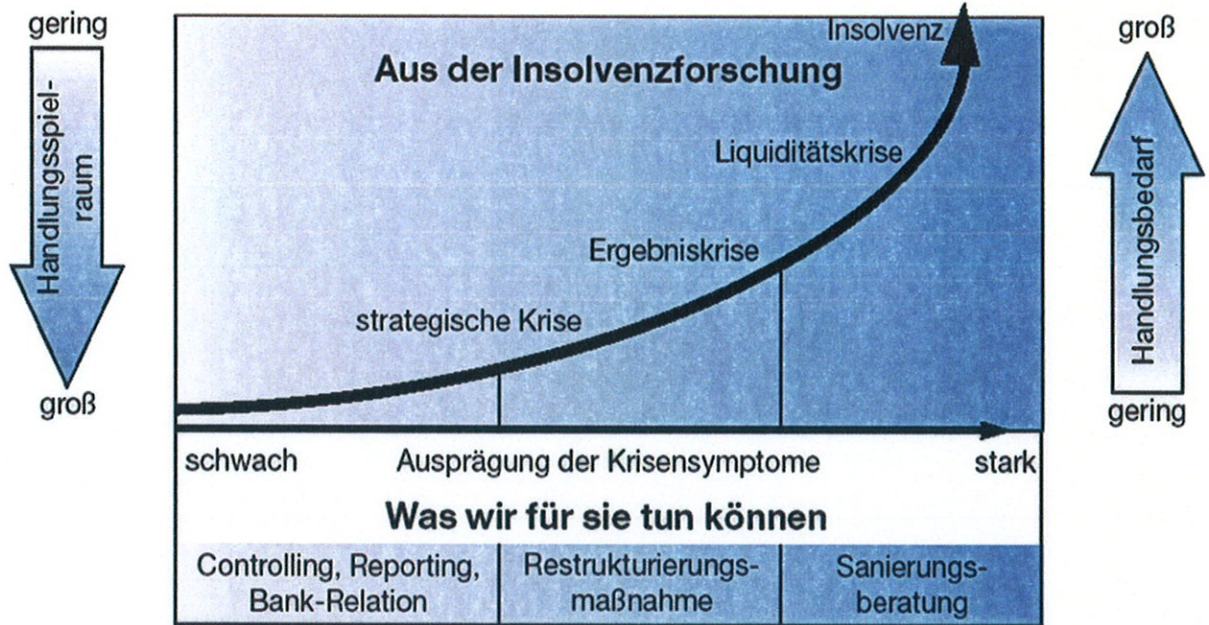 gering
Handlungsspiel-
raum
groß
Insolvenz
Aus der Insolvenzforschung
Liquiditätskrise
Ergebniskrise
strategische Krise
groß
Handlungsbedarf
gering
schwach
Ausprägung der Krisensymptome
stark
Was wir für sie tun können
Controlling, Reporting,
Bank-Relation
Restrukturierungs-
maßnahme
Sanierungs-
beratung